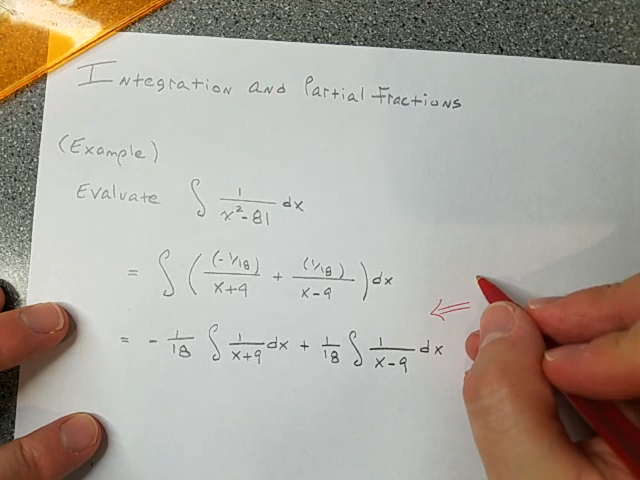 Integration and Partial Fractions
(Example)
Evaluate ∫ 1/(x²-81) dx
= ∫ ( (-1/18)/(x+9) + (1/18)/(x-9) ) dx
= - 1/18 ∫ 1/(x+9) dx + 1/18 ∫ 1/(x-9) dx